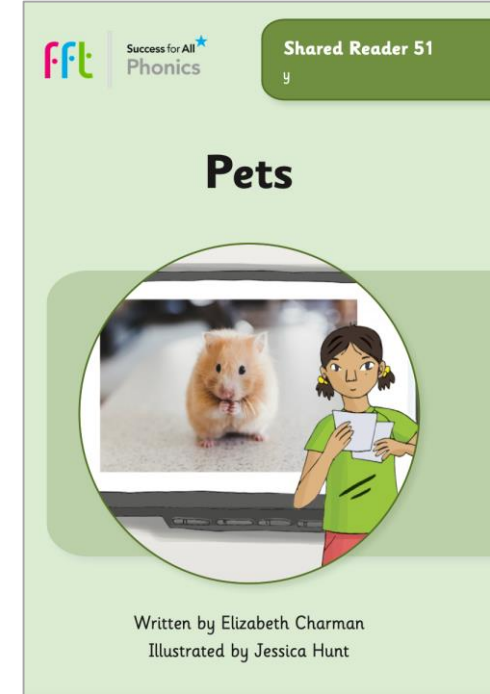 fft
Success for All
Phonics
Shared Reader 51
y
Pets
Written by Elizabeth Charman
Illustrated by Jessica Hunt